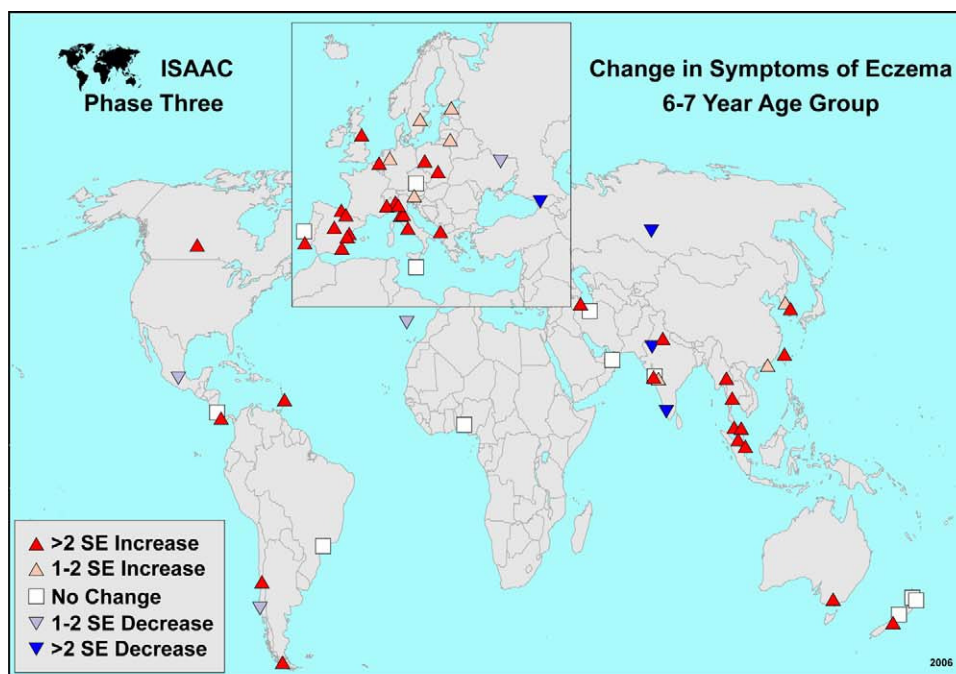 ISAAC
Phase Three
Change in Symptoms of Eczema
6-7 Year Age Group
>2 SE Increase
1-2 SE Increase
No Change
1-2 SE Decrease
>2 SE Decrease
2006